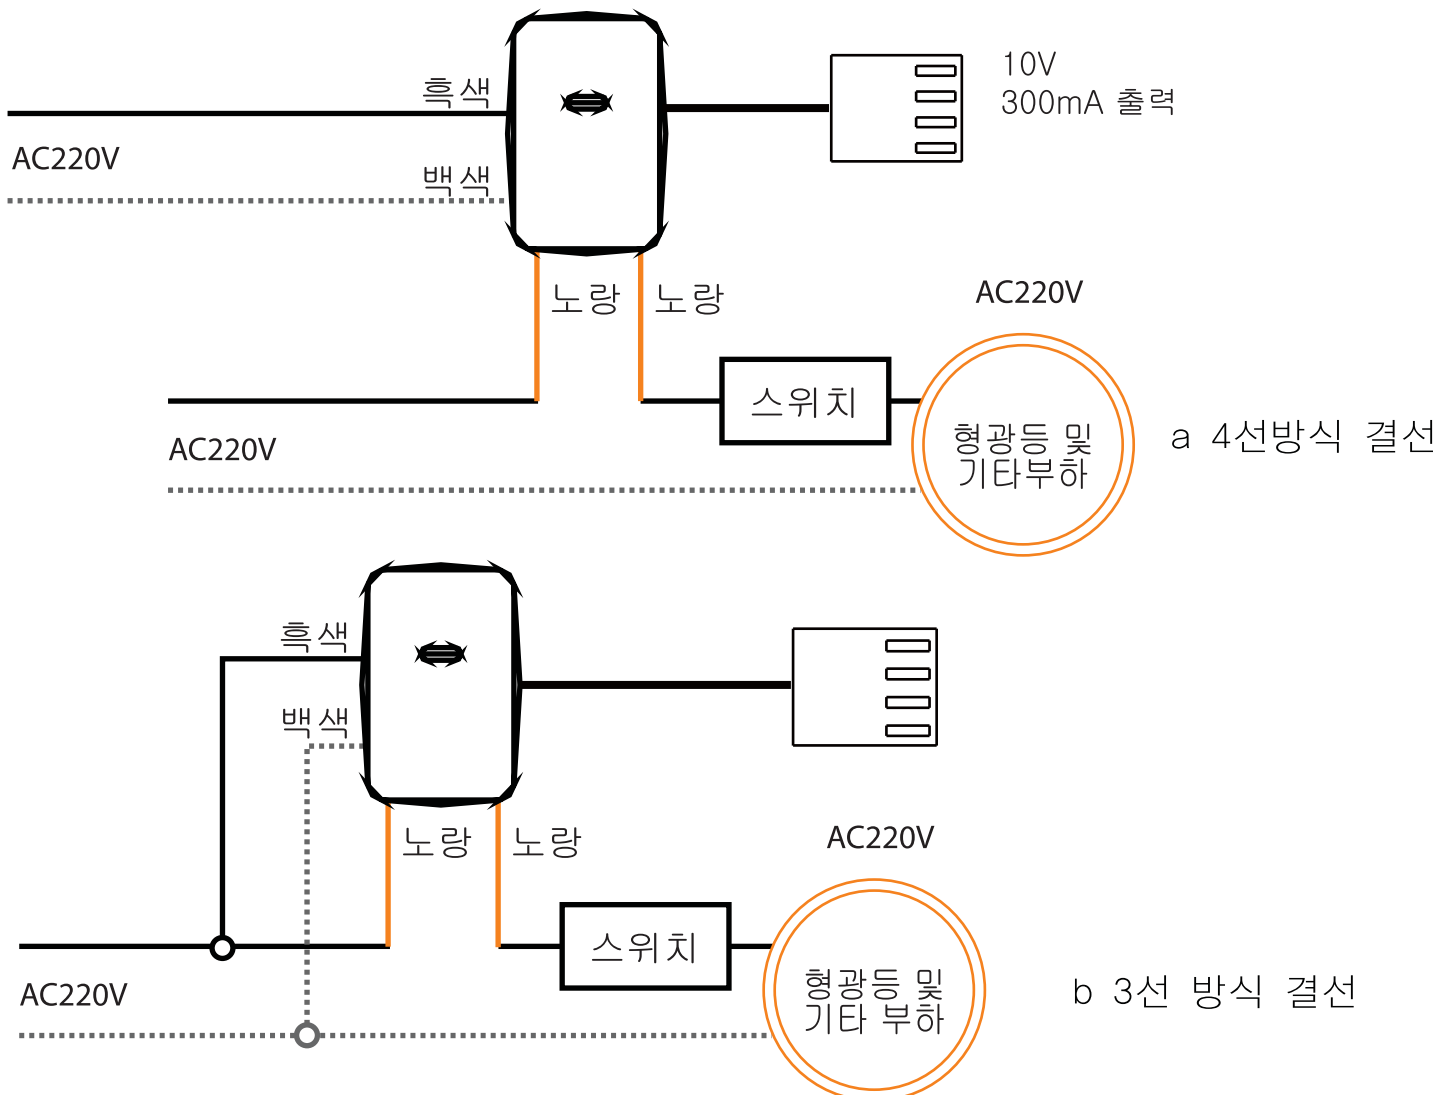 흑색
10V
300mA 출력
AC220V
백색
노랑
노랑
AC220V
스위치
AC220V
형광등 및
기타부하
a 4선방식 결선
흑색
백색
노랑
노랑
AC220V
스위치
AC220V
형광등 및
기타 부하
b 3선 방식 결선